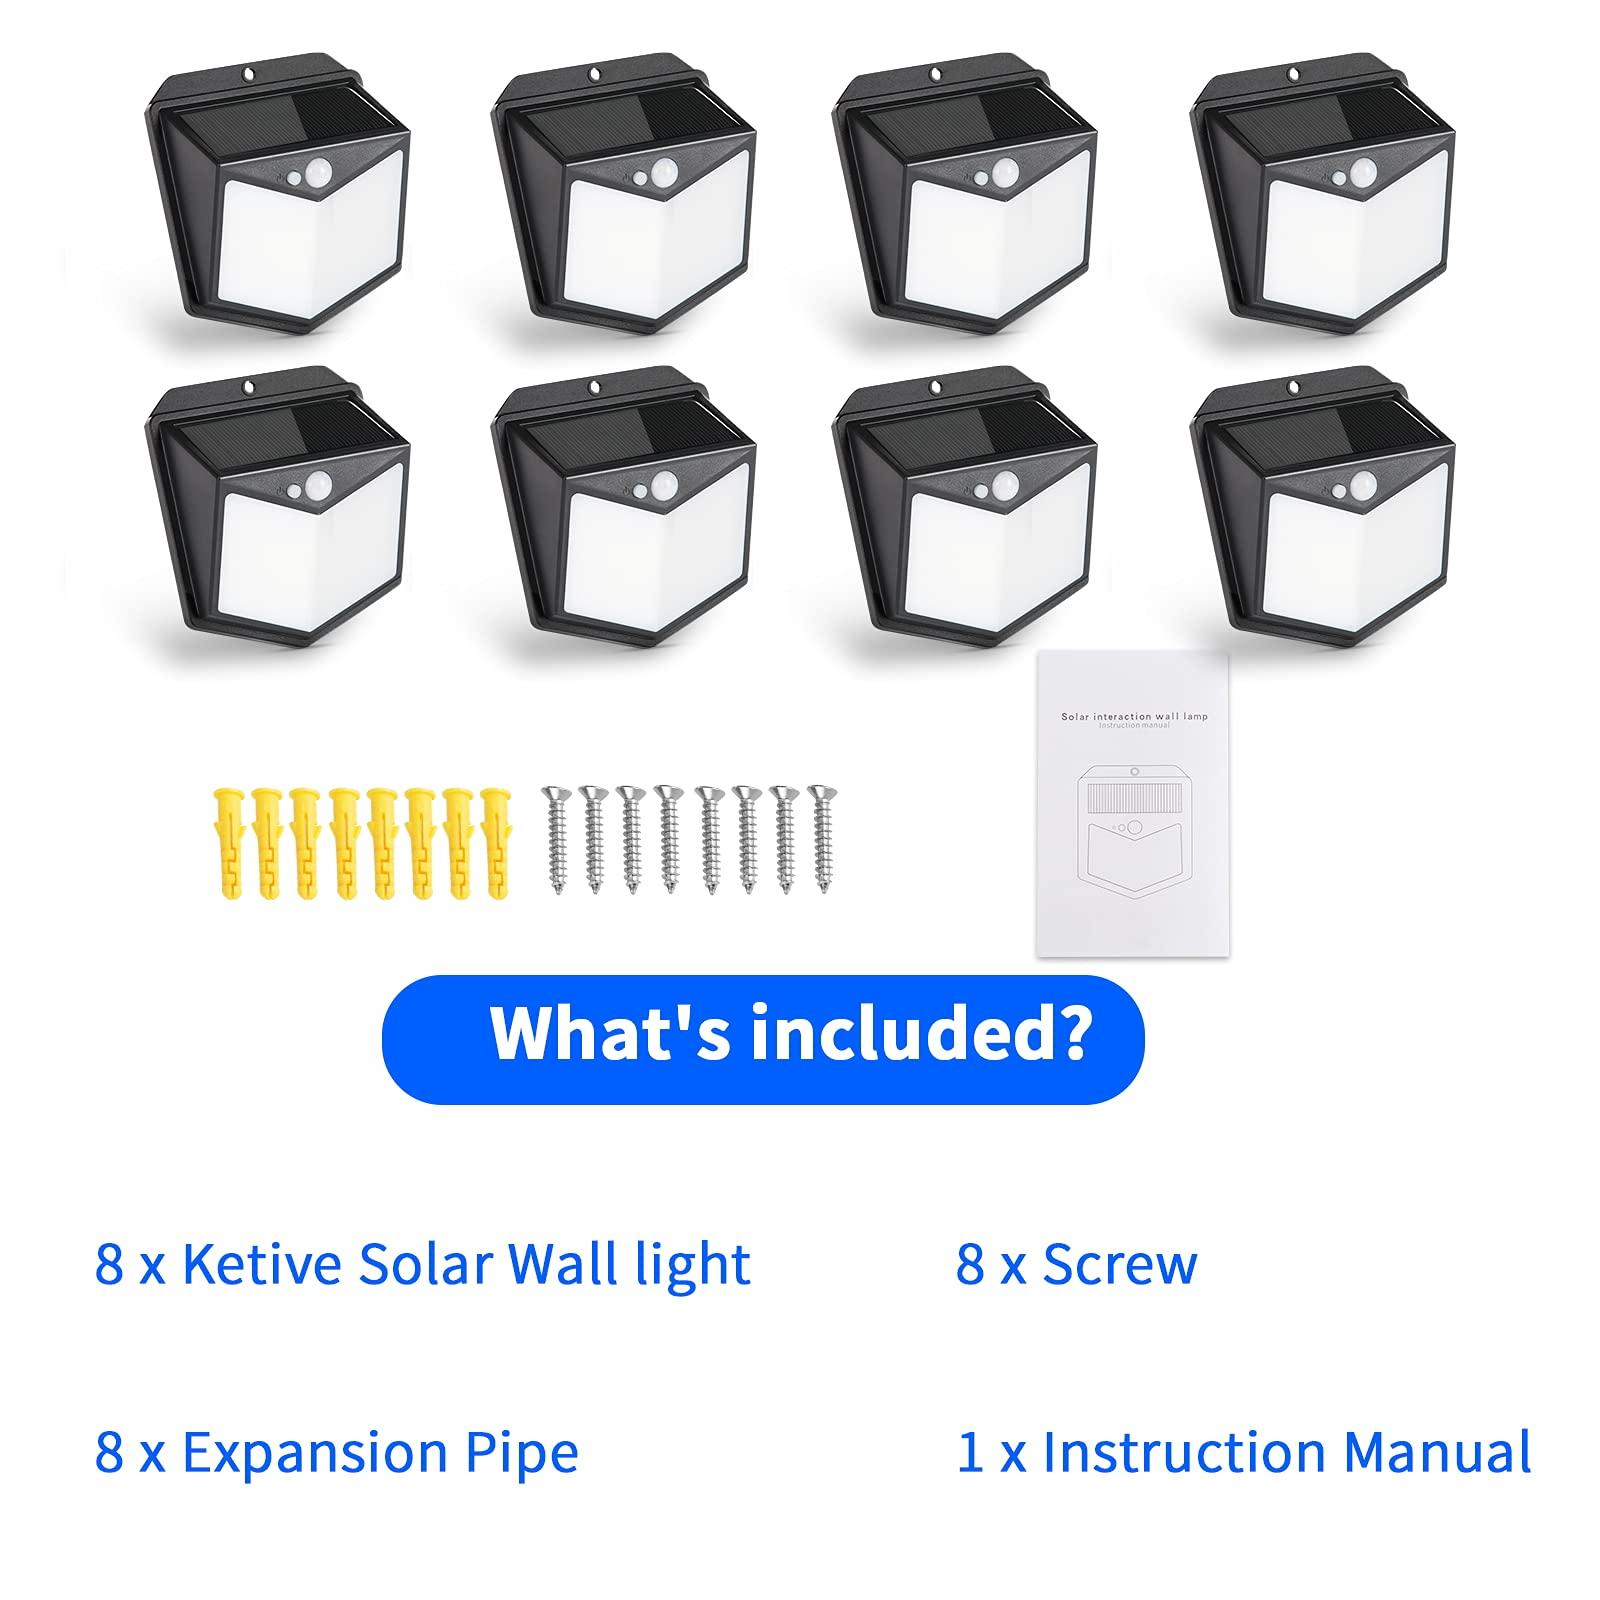 Solar interaction wall lamp
Instruction manual
What's included?
8 x Ketive Solar Wall light
8 x Screw
8 x Expansion Pipe
1 x Instruction Manual